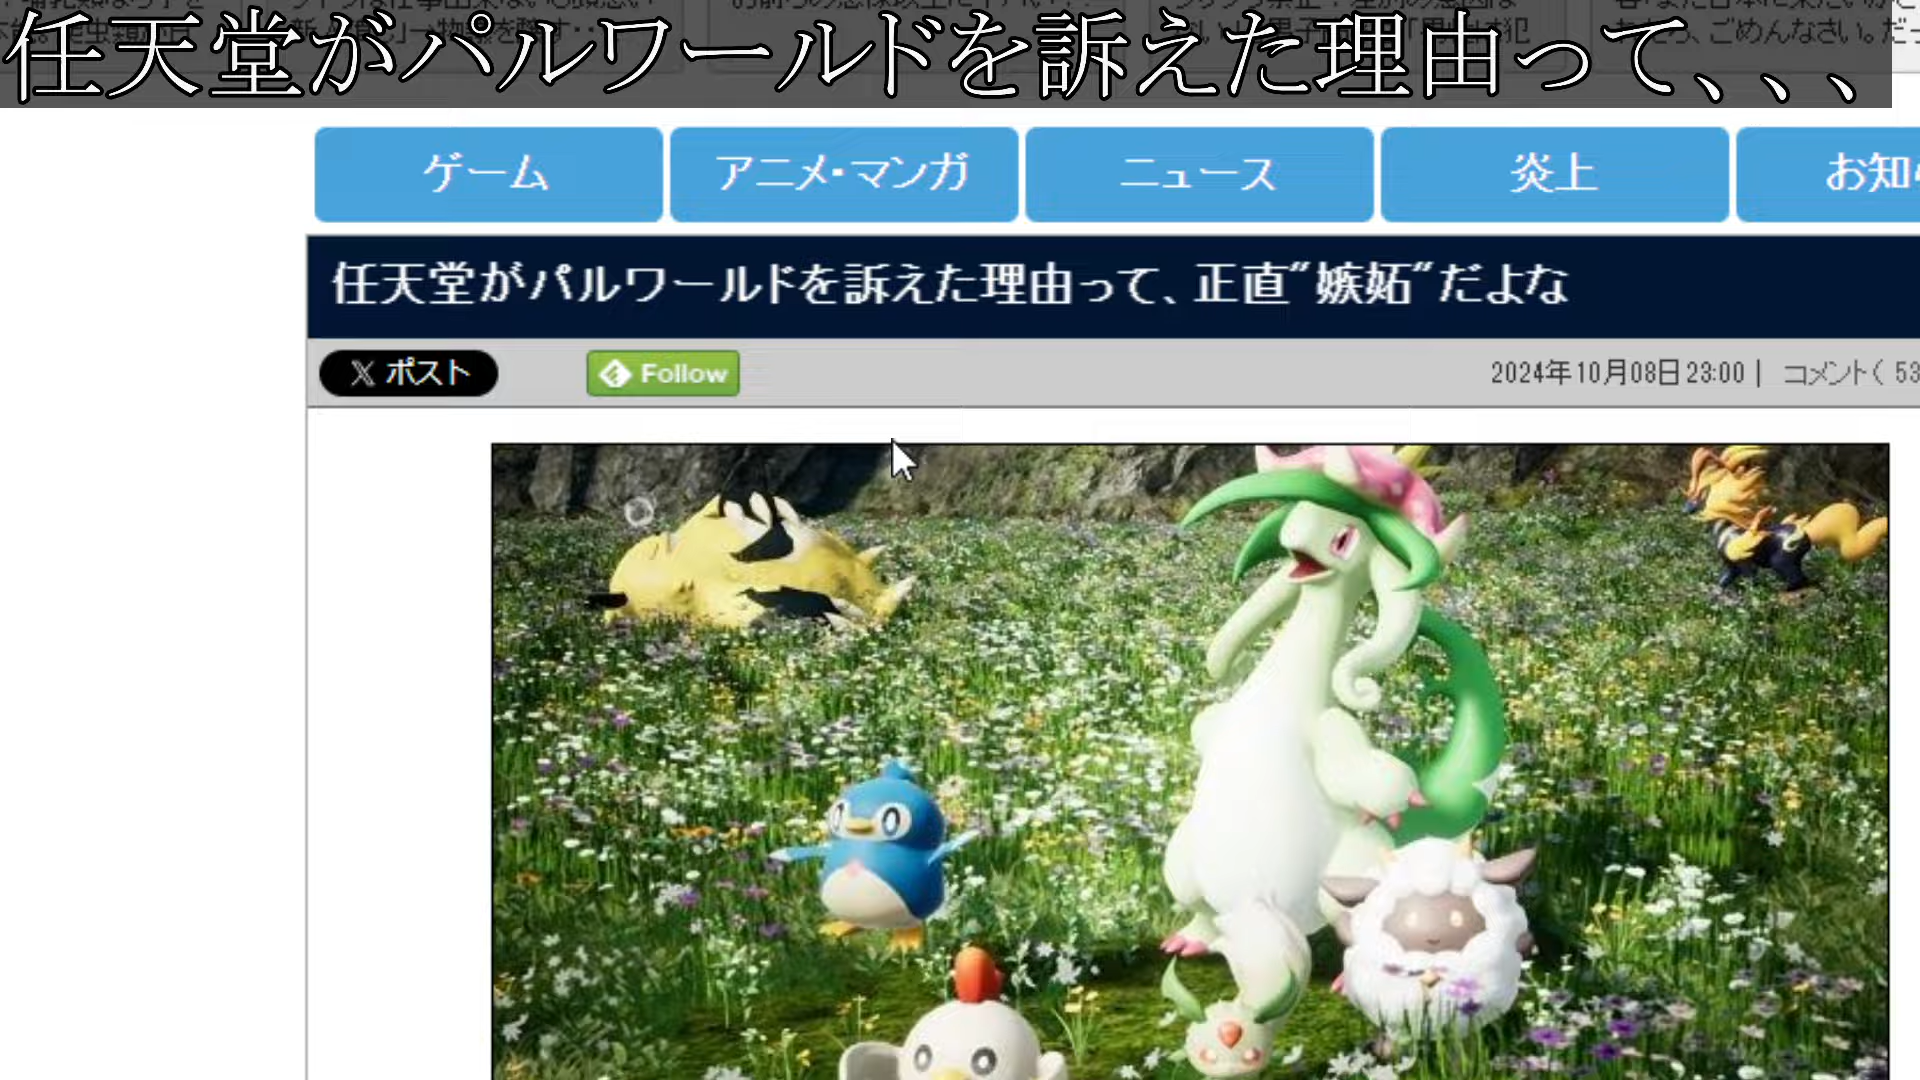 任天堂がパルワールドを訴えた理由って、、、
ゲーム
アニメ・マンガ
ニュース
炎上
お知
任天堂がパルワールドを訴えた理由って、正直”嫉妬”だよな
X ポスト
Follow
2024年10月08日23:00 | コメント( 53